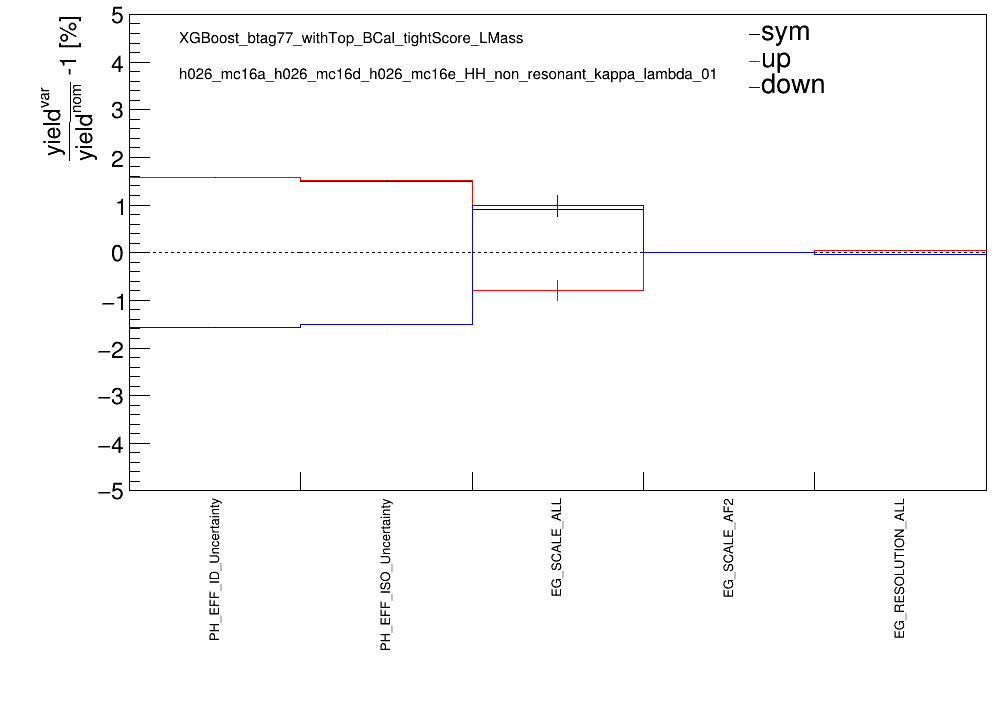 yield^var
yield^nom -1 [%]
XGBoost_btag77_withTop_BCal_tightScore_LMass
h026_mc16a_h026_mc16d_h026_mc16e_HH_non_resonant_kappa_lambda_01
sym
up
down
5
4
3
2
1
0
−1
−2
−3
−4
−5
PH_EFF_ID_Uncertainty
PH_EFF_ISO_Uncertainty
EG_SCALE_ALL
EG_SCALE_AF2
EG_RESOLUTION_ALL